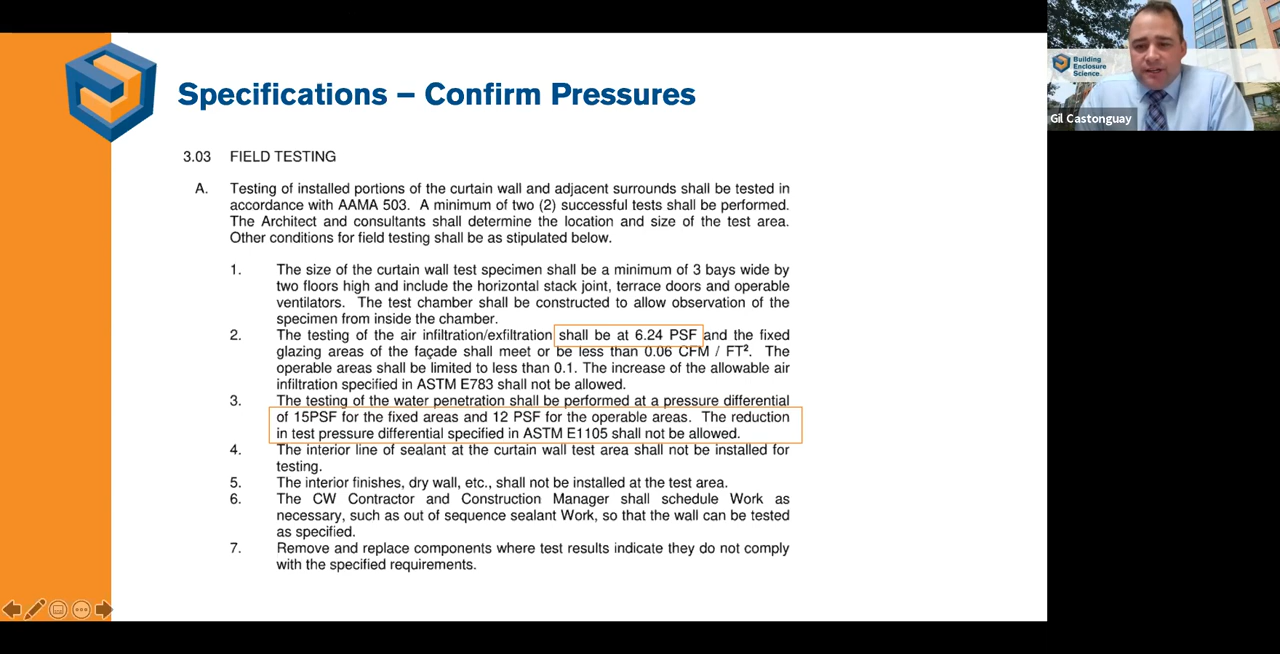 Specifications – Confirm Pressures
3.03 FIELD TESTING
A. Testing of installed portions of the curtain wall and adjacent surrounds shall be tested in
accordance with AAMA 503. A minimum of two (2) successful tests shall be performed.
The Architect and consultants shall determine the location and size of the test area.
Other conditions for field testing shall be as stipulated below.
1. The size of the curtain wall test specimen shall be a minimum of 3 bays wide by
two floors high and include the horizontal stack joint, terrace doors and operable
ventilators. The test chamber shall be constructed to allow observation of the
specimen from inside the chamber.
2. The testing of the air infiltration/exfiltration shall be at 6.24 PSF and the fixed
glazing areas of the façade shall meet or be less than 0.06 CFM / FT². The
operable areas shall be limited to less than 0.1. The increase of the allowable air
infiltration specified in ASTM E783 shall not be allowed.
3. The testing of the water penetration shall be performed at a pressure differential
of 15PSF for the fixed areas and 12 PSF for the operable areas. The reduction
in test pressure differential specified in ASTM E1105 shall not be allowed.
4. The interior line of sealant at the curtain wall test area shall not be installed for
testing.
5. The interior finishes, dry wall, etc., shall not be installed at the test area.
6. The CW Contractor and Construction Manager shall schedule Work as
necessary, such as out of sequence sealant Work, so that the wall can be tested
as specified.
7. Remove and replace components where test results indicate they do not comply
with the specified requirements.
Building
Enclosure
Science
Gil Castonguay